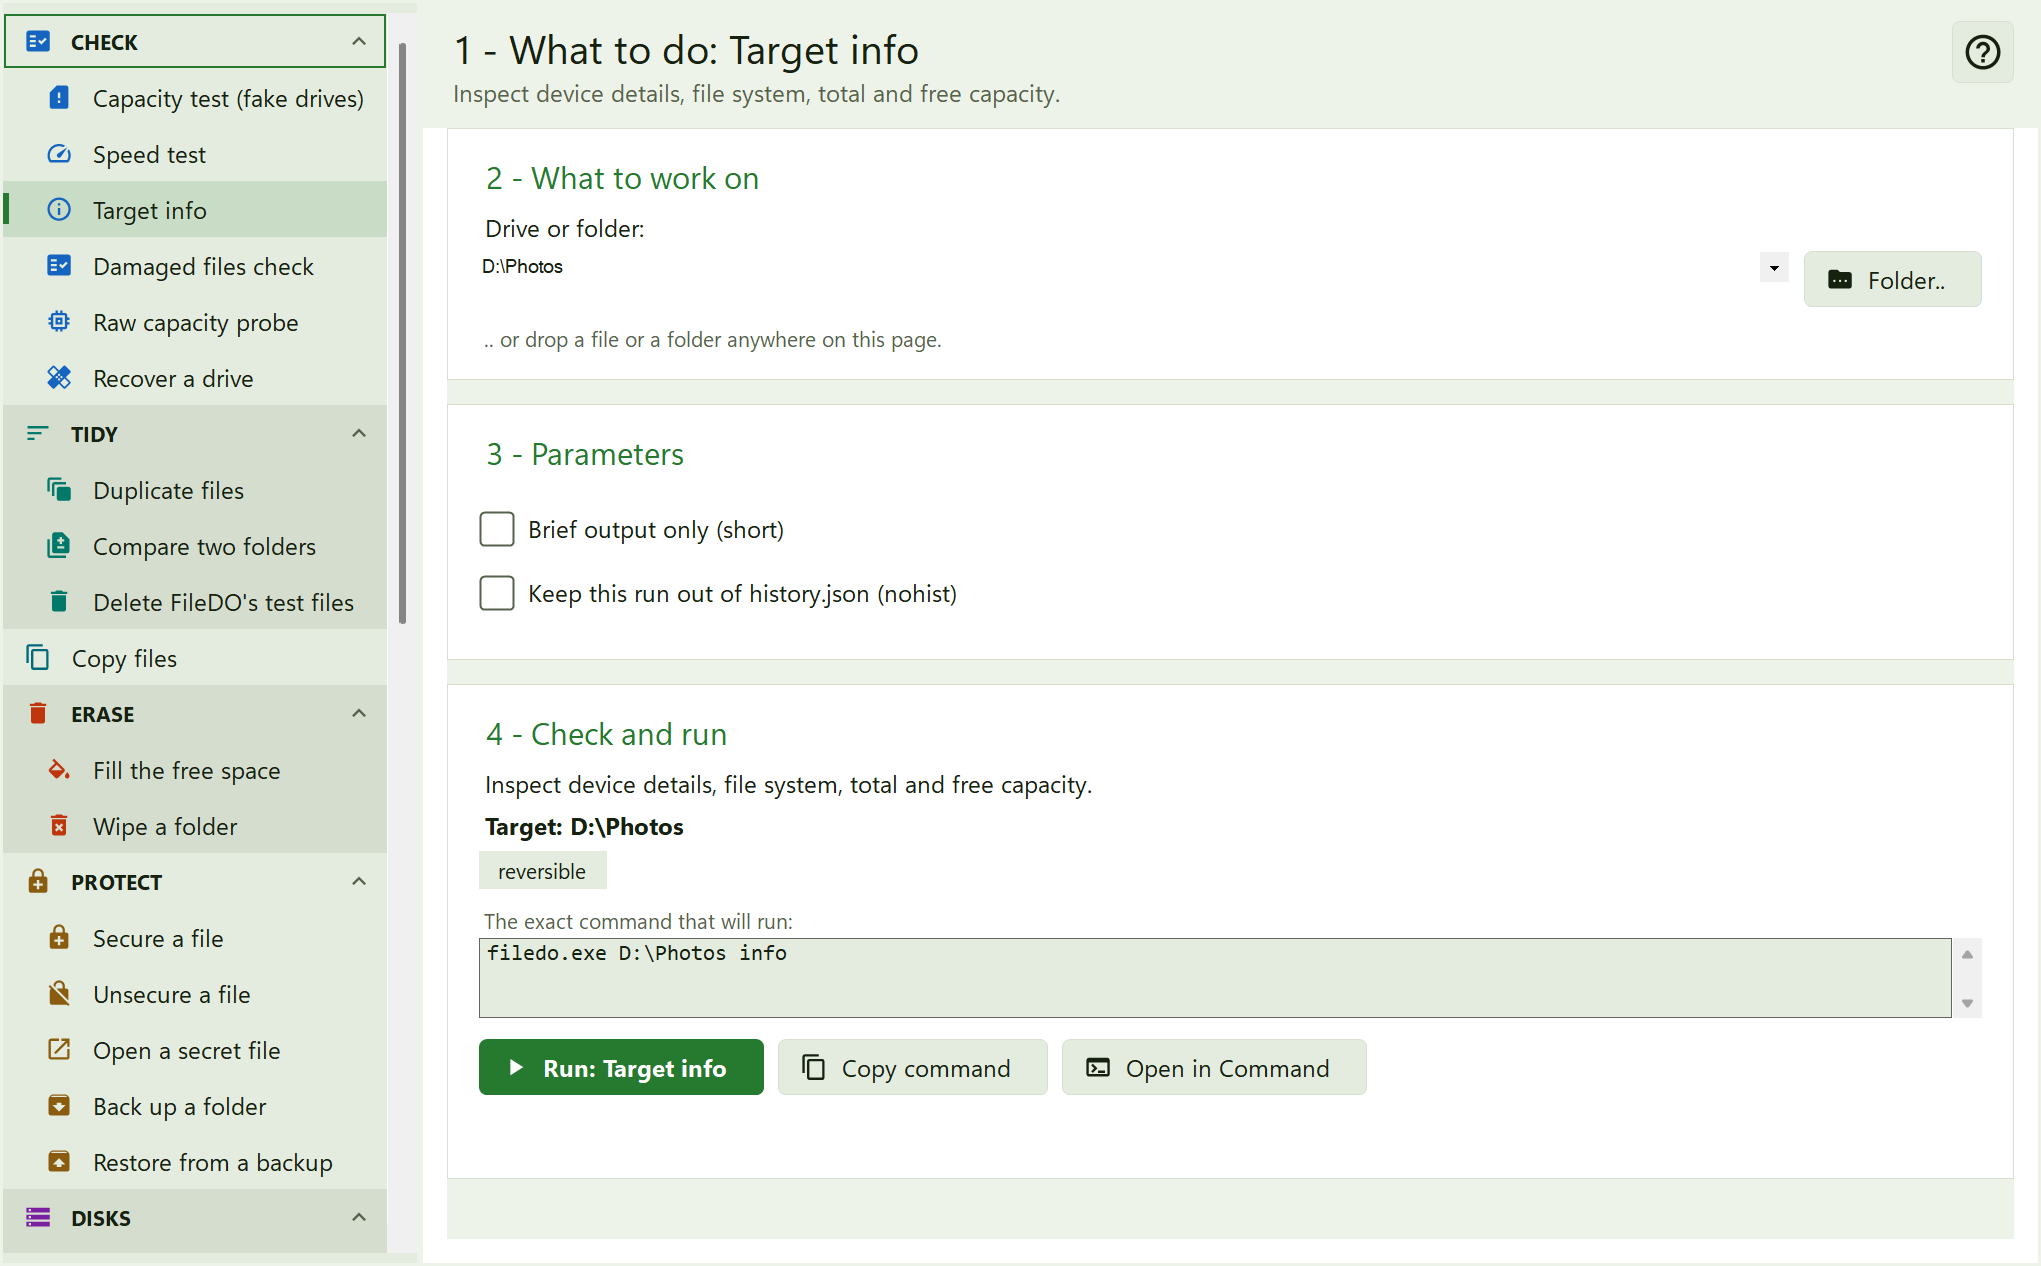 CHECK
Capacity test (fake drives)
Speed test
Target info
Damaged files check
Raw capacity probe
Recover a drive
TIDY
Duplicate files
Compare two folders
Delete FileDO's test files
Copy files
ERASE
Fill the free space
Wipe a folder
PROTECT
Secure a file
Unsecure a file
Open a secret file
Back up a folder
Restore from a backup
DISKS
1 - What to do: Target info
Inspect device details, file system, total and free capacity.
2 - What to work on
Drive or folder:
D:\Photos
Folder..
.. or drop a file or a folder anywhere on this page.
3 - Parameters
Brief output only (short)
Keep this run out of history.json (nohist)
4 - Check and run
Inspect device details, file system, total and free capacity.
Target: D:\Photos
reversible
The exact command that will run:
filedo.exe D:\Photos info
Run: Target info
Copy command
Open in Command